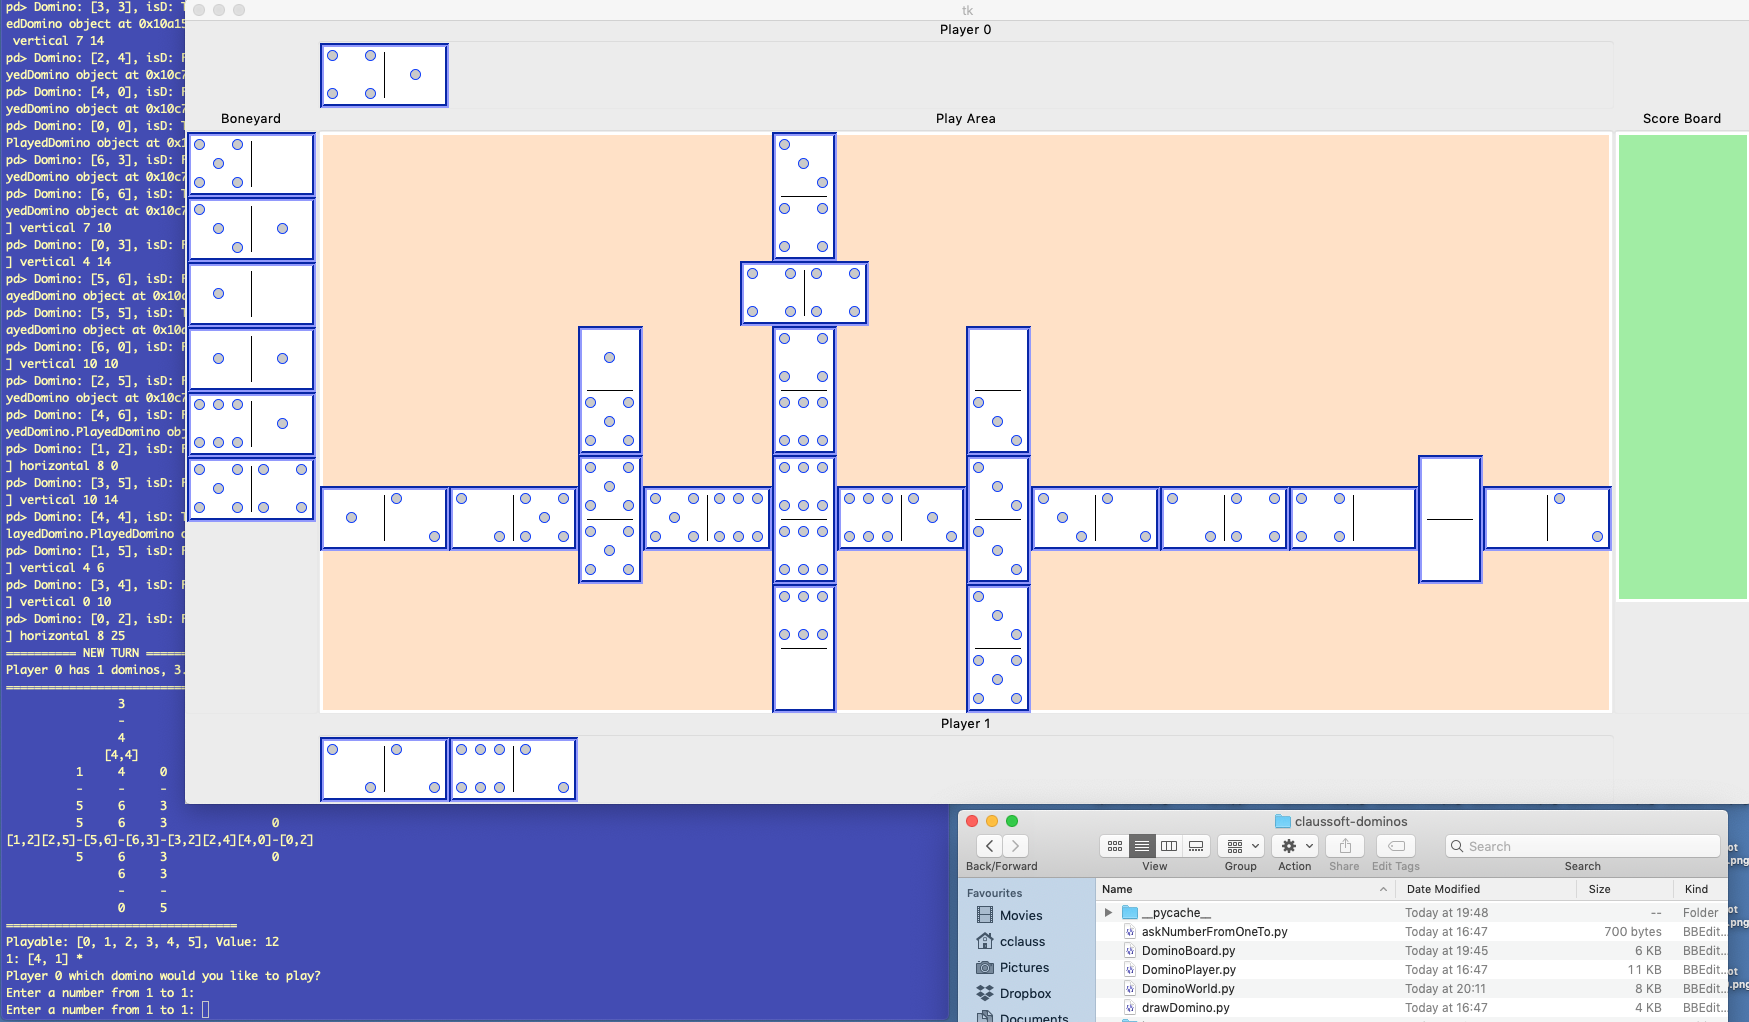 pd> Domino: [3, 3], isD: T
edDomino object at 0x10a15
vertical 7 14
pd> Domino: [2, 4], isD: F
yedDomino object at 0x10c7
pd> Domino: [4, 0], isD: F
yedDomino object at 0x10c7
pd> Domino: [0, 0], isD: T
PlayedDomino object at 0x1
pd> Domino: [6, 3], isD: F
yedDomino object at 0x10c7
pd> Domino: [6, 6], isD: T
yedDomino object at 0x10c7
] vertical 7 10
pd> Domino: [0, 3], isD: F
] vertical 4 14
pd> Domino: [5, 6], isD: F
ayedDomino object at 0x10c
pd> Domino: [5, 5], isD: T
ayedDomino object at 0x10c
pd> Domino: [6, 0], isD: F
] vertical 10 10
pd> Domino: [2, 5], isD: F
yedDomino object at 0x10c7
pd> Domino: [4, 6], isD: F
yedDomino.PlayedDomino obj
pd> Domino: [1, 2], isD: F
] horizontal 8 0
pd> Domino: [3, 5], isD: F
] vertical 10 14
pd> Domino: [4, 4], isD: T
layedDomino.PlayedDomino o
pd> Domino: [1, 5], isD: F
] vertical 4 6
pd> Domino: [3, 4], isD: F
] vertical 0 10
pd> Domino: [0, 2], isD: F
] horizontal 8 25
========== NEW TURN ======
Player 0 has 1 dominos, 3.
==========================
3
-
4
[4,4]
1 4 0
- - -
5 6 3
5 6 3 0
[1,2][2,5]-[5,6]-[6,3]-[3,2][2,4][4,0]-[0,2]
5 6 3 0
6 3
- -
0 5
=================================
Playable: [0, 1, 2, 3, 4, 5], Value: 12
1: [4, 1] *
Player 0 which domino would you like to play?
Enter a number from 1 to 1:
Enter a number from 1 to 1:
tk
Player 0
Boneyard
Play Area
Score Board
Player 1
claussoft-dominos
Back/Forward
View
Group
Action
Share
Edit Tags
Search
Search
Favourites
Movies
cclauss
Pictures
Dropbox
Documents
Name Date Modified Size Kind
__pycache__ Today at 19:48 -- Folder
askNumberFromOneTo.py Today at 16:47 700 bytes BBEdit...
DominoBoard.py Today at 19:45 6 KB BBEdit...
DominoPlayer.py Today at 16:47 11 KB BBEdit...
DominoWorld.py Today at 20:11 8 KB BBEdit...
drawDomino.py Today at 16:47 4 KB BBEdit...
ot
.png
ot
.png
ot
.png